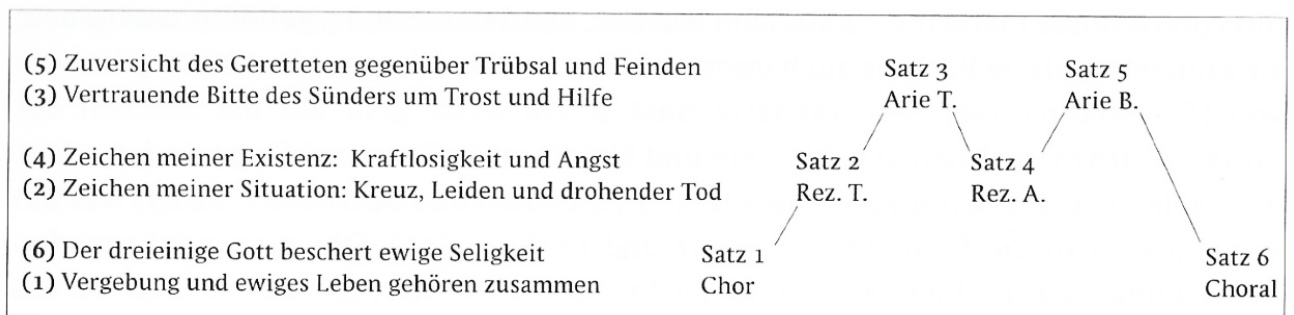 (5) Zuversicht des Geretteten gegenüber Trübsal und Feinden Satz 3 Satz 5
(3) Vertrauende Bitte des Sünders um Trost und Hilfe Arie T. Arie B.
(4) Zeichen meiner Existenz: Kraftlosigkeit und Angst Satz 2 Satz 4
(2) Zeichen meiner Situation: Kreuz, Leiden und drohender Tod Rez. T. Rez. A.
(6) Der dreieinige Gott beschert ewige Seligkeit Satz 1 Satz 6
(1) Vergebung und ewiges Leben gehören zusammen Chor Choral